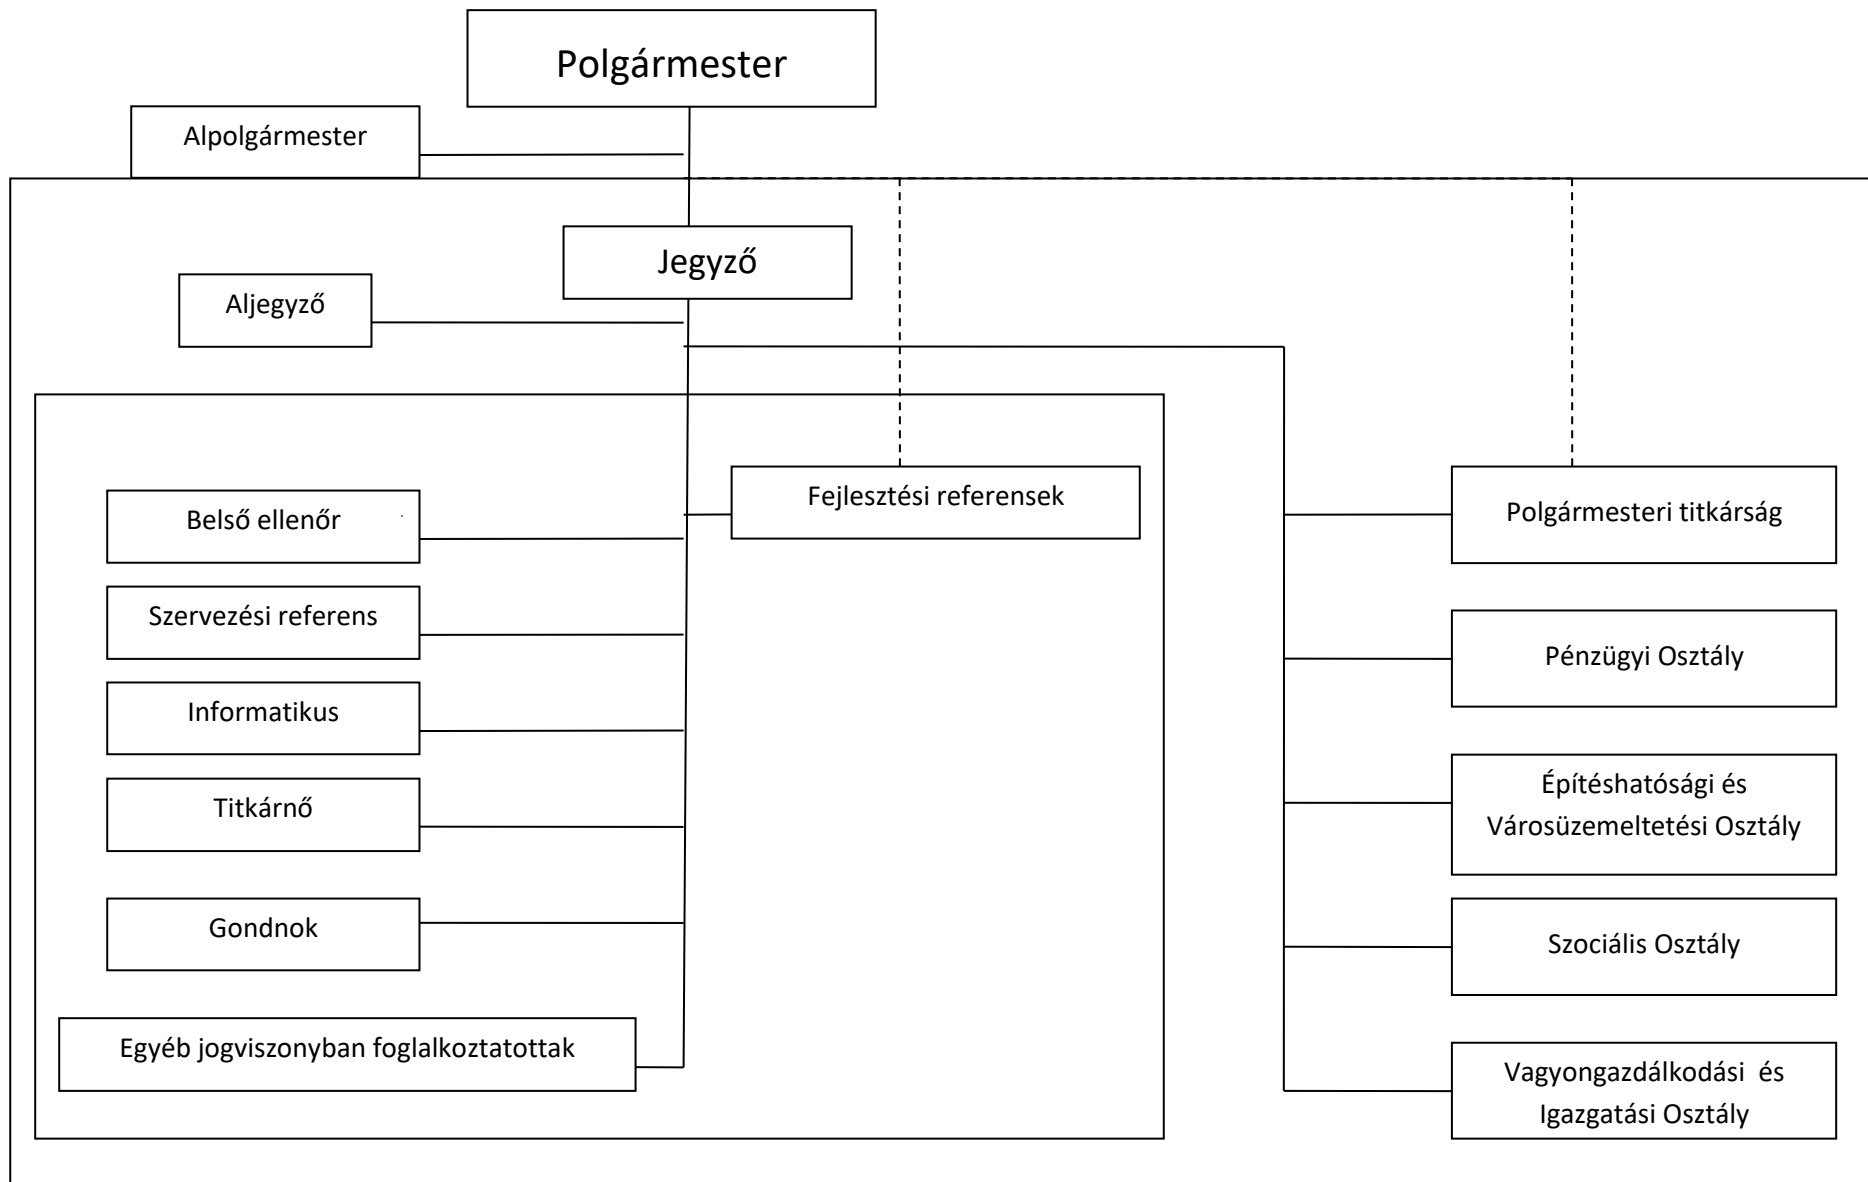 Polgármester
Alpolgármester
Jegyző
Aljegyző
Fejlesztési referensek
Belső ellenőr
Szervezési referens
Informatikus
Titkárnő
Gondnok
Egyéb jogviszonyban foglalkoztatottak
Polgármesteri titkárság
Pénzügyi Osztály
Építéshatósági és
Városüzemeltetési Osztály
Szociális Osztály
Vagyongazdálkodási és
Igazgatási Osztály